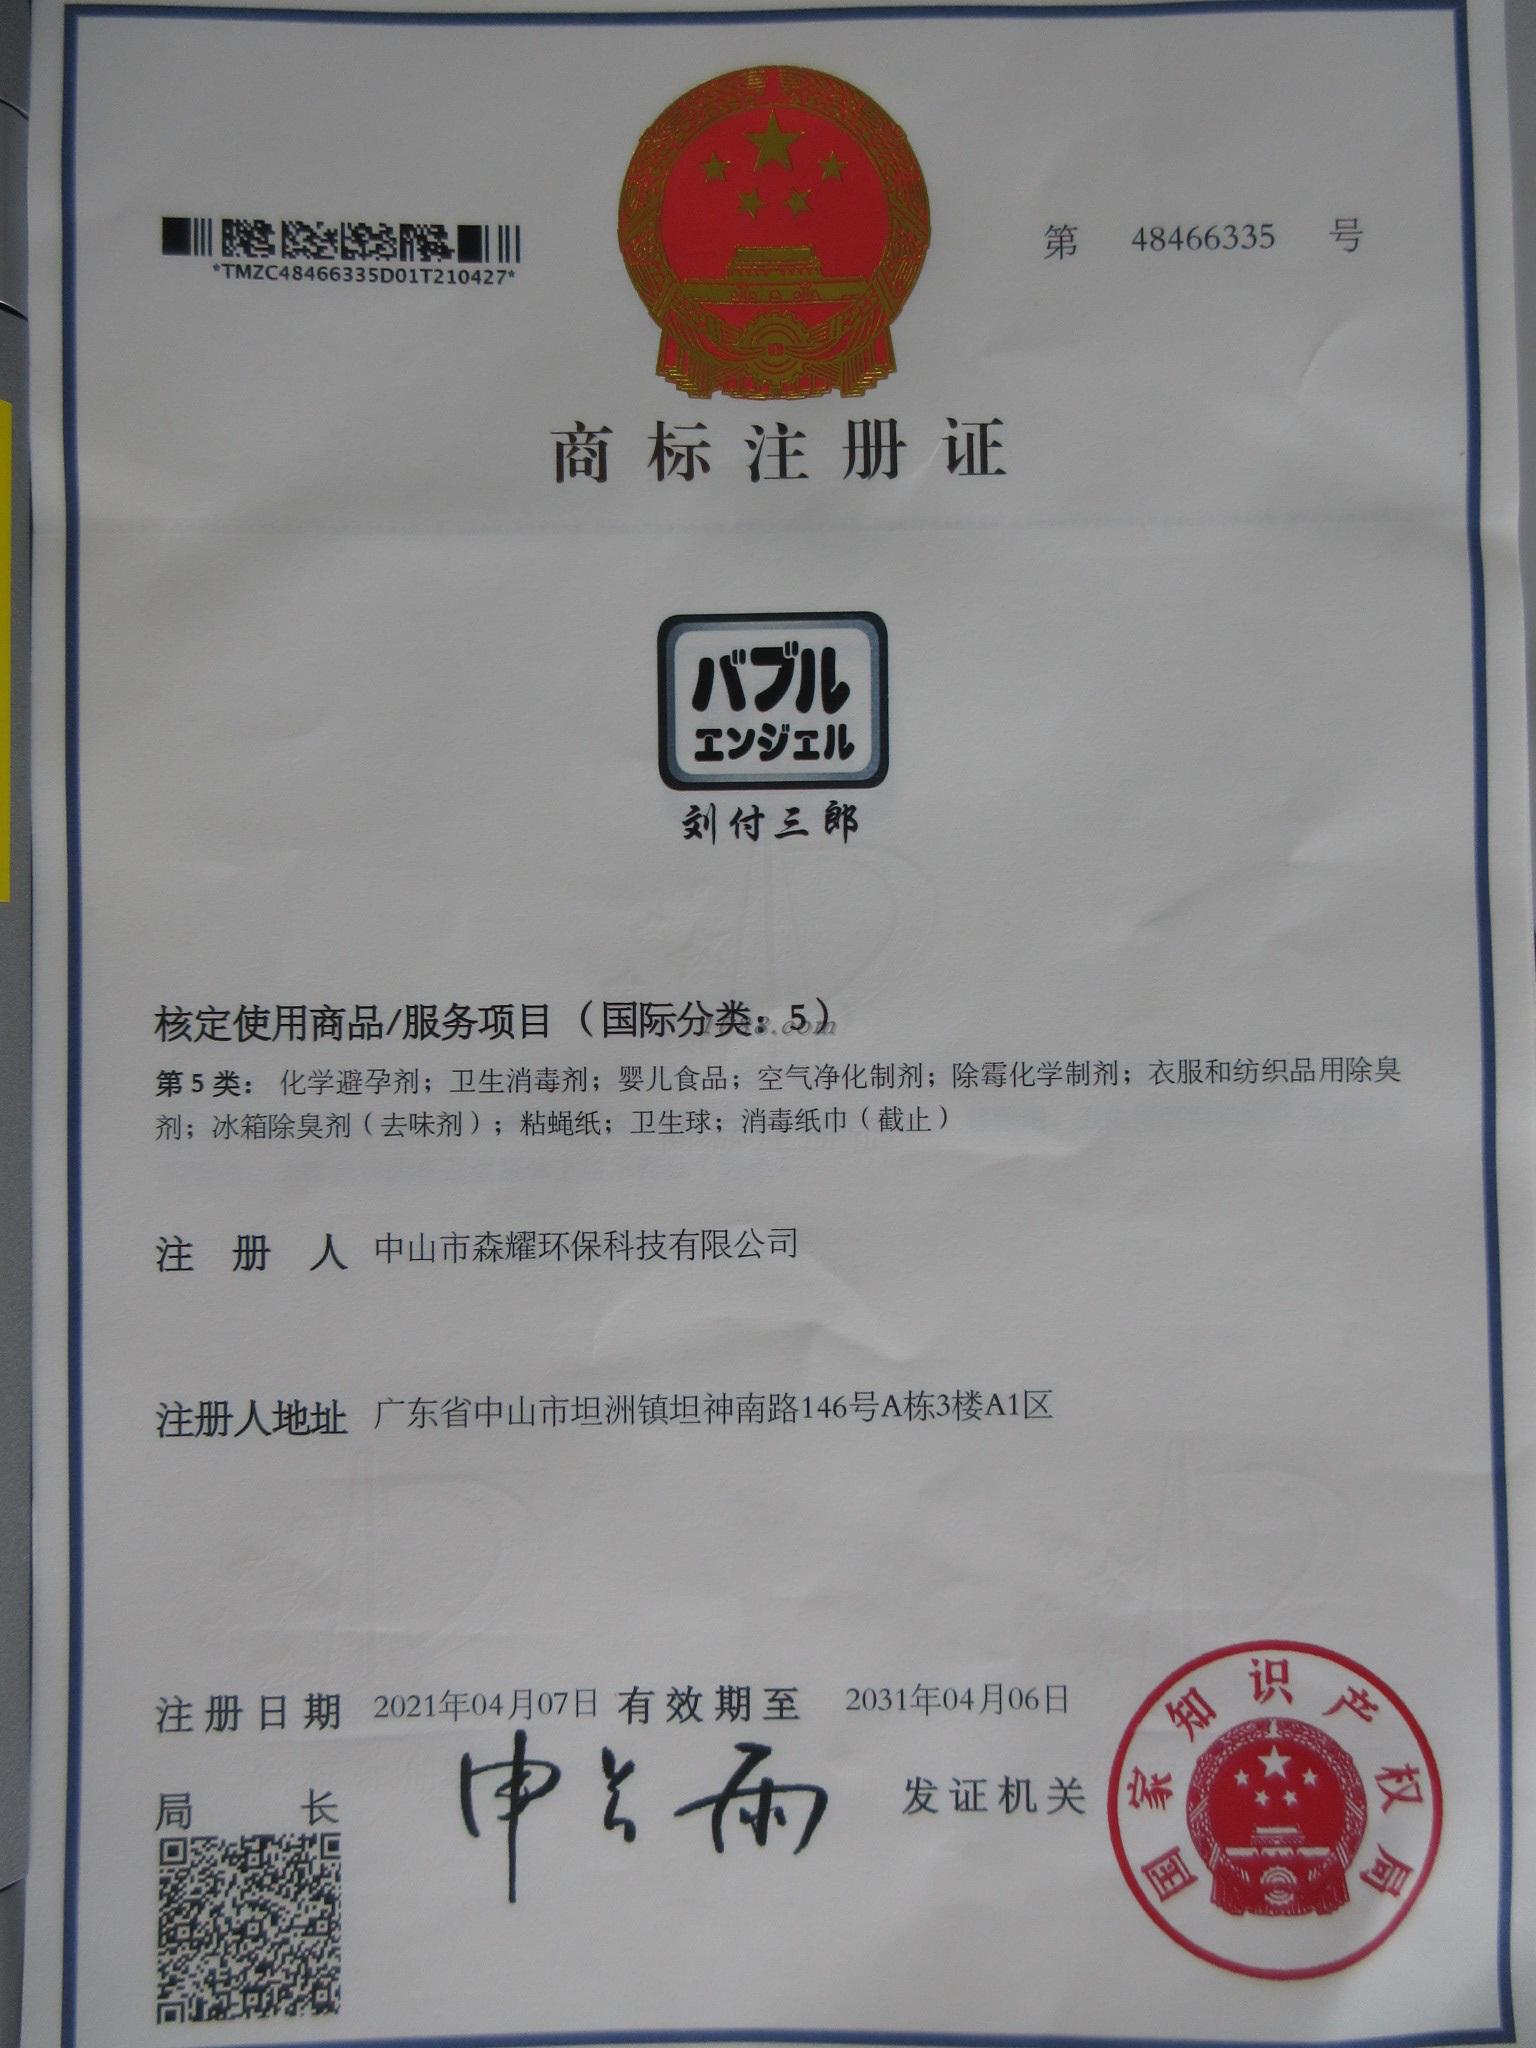 第 48466335 号
*TMZC48466335D01T210427*
商标注册证
バブル
エンジェル
刘付三郎
核定使用商品/服务项目（国际分类：5）
1688.com
第5类： 化学避孕剂；卫生消毒剂；婴儿食品；空气净化制剂；除霉化学制剂；衣服和纺织品用除臭
剂；冰箱除臭剂（去味剂）；粘蝇纸；卫生球；消毒纸巾（截止）
注 册 人 中山市森耀环保科技有限公司
注册人地址 广东省中山市坦洲镇坦神南路146号A栋3楼A1区
注册日期 2021年04月07日 有效期至 2031年04月06日
局 长 申长雨 发证机关
国家知识产权局